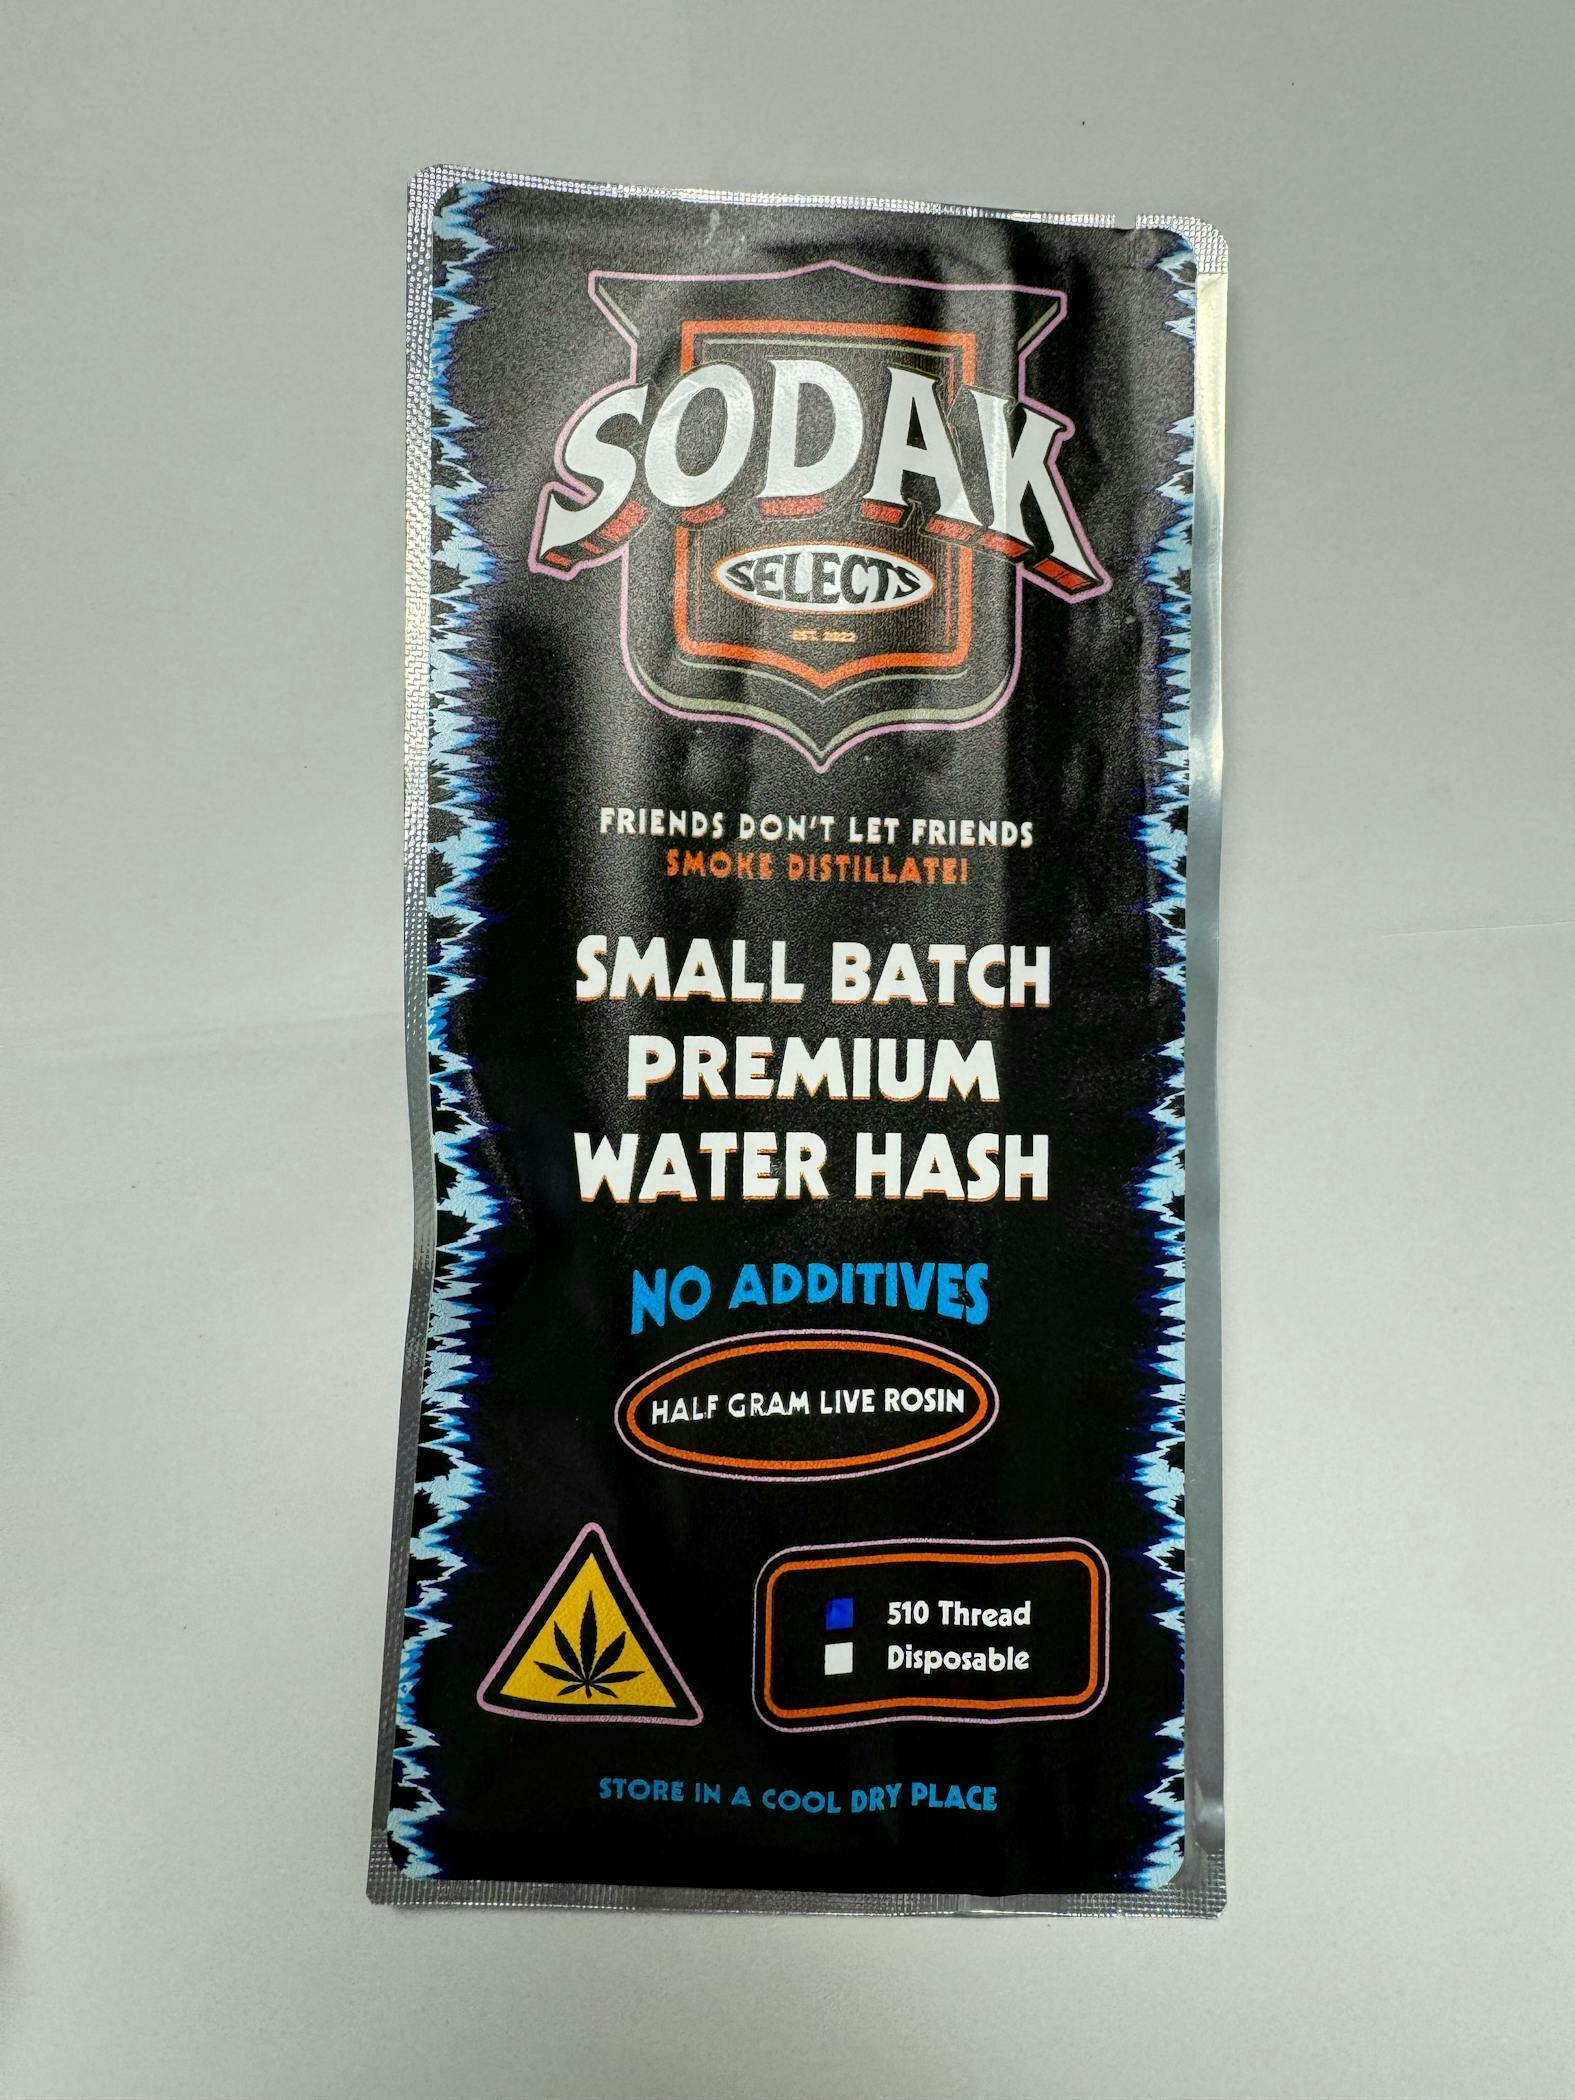 SODAK
SELECTS
EST. 2022
FRIENDS DON'T LET FRIENDS
SMOKE DISTILLATE!
SMALL BATCH
PREMIUM
WATER HASH
NO ADDITIVES
HALF GRAM LIVE ROSIN
510 Thread
Disposable
STORE IN A COOL DRY PLACE